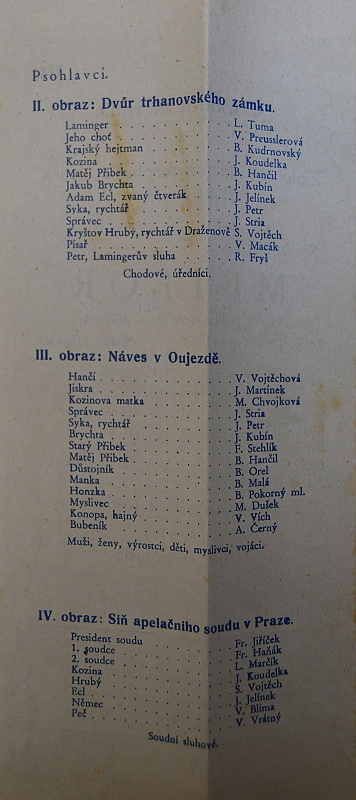 Psohlavci.
II. obraz: Dvůr trhanovského zámku.
Laminger . . . . . . . . . . L. Tuma
Jeho choť . . . . . . . . . . V. Preusslerová
Krajský hejtman . . . . . . . . B. Kudrnovský
Kozina . . . . . . . . . . J. Koudelka
Matěj Přibek . . . . . . . . . B. Hančil
Jakub Brychta . . . . . . . . . J. Kubín
Adam Ecl, zvaný čtverák . . . . . J. Jelínek
Syka, rychtář . . . . . . . . . J. Petr
Správec . . . . . . . . . . J. Stria
Kryštov Hrubý, rychtář v Draženově S. Vojtěch
Písař . . . . . . . . . . V. Macák
Petr, Lamingerův sluha . . . . . . R. Fryš
Chodové, úředníci.
III. obraz: Náves v Oujezdě.
Hančí . . . . . . . . . . V. Vojtěchová
Jiskra . . . . . . . . . . J. Martínek
Kozinova matka . . . . . . . . M. Chvojková
Správec . . . . . . . . . . J. Stria
Syka, rychtář . . . . . . . . . J. Petr
Brychta . . . . . . . . . . J. Kubín
Starý Přibek . . . . . . . . . F. Stehlík
Matěj Přibek . . . . . . . . . B. Hančil
Důstojník . . . . . . . . . . B. Orel
Manka . . . . . . . . . . B. Malá
Honzka . . . . . . . . . . B. Pokorný ml.
Myslivec . . . . . . . . . . M. Dušek
Konopa, hajný . . . . . . . . . V. Vích
Bubeník . . . . . . . . . . A. Černý
Muži, ženy, výrostci, děti, myslivci, vojáci.
IV. obraz: Síň apelačního soudu v Praze.
President soudu . . . . . . . . Fr. Jiříček
1. soudce . . . . . . . . . . Fr. Haňák
2. soudce . . . . . . . . . . L. Marčík
Kozina . . . . . . . . . . J. Koudelka
Hrubý . . . . . . . . . . S. Vojtěch
Ecl . . . . . . . . . . J. Jelínek
Němec . . . . . . . . . . V. Blíma
Peč . . . . . . . . . . V. Vrátný
Soudní sluhové.